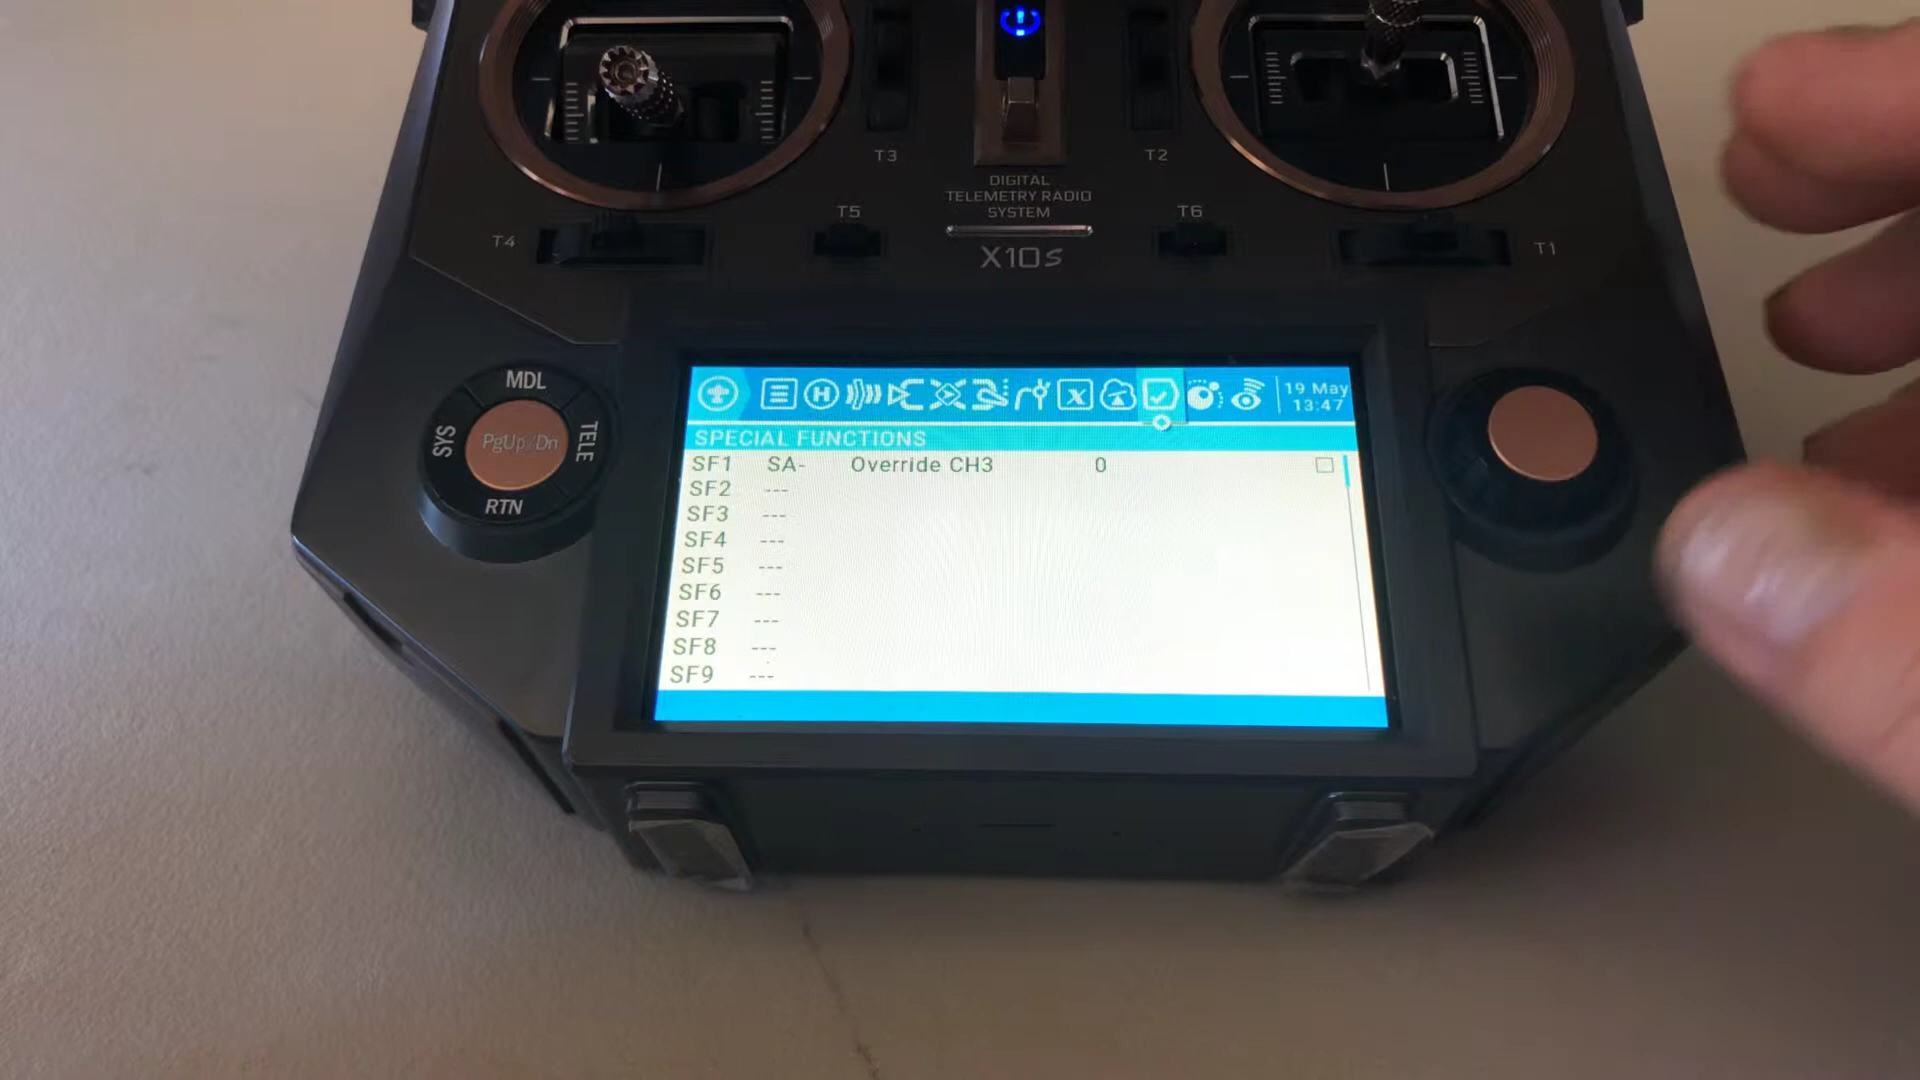 T3
T2
DIGITAL
TELEMETRY RADIO
SYSTEM
T5
T6
T4
X10S
T1
MDL
SYS
PgUp/Dn
TELE
RTN
H
x
19 May
13:47
SPECIAL FUNCTIONS
SF1 SA- Override CH3 0
SF2 ---
SF3 ---
SF4 ---
SF5 ---
SF6 ---
SF7 ---
SF8 ---
SF9 ---